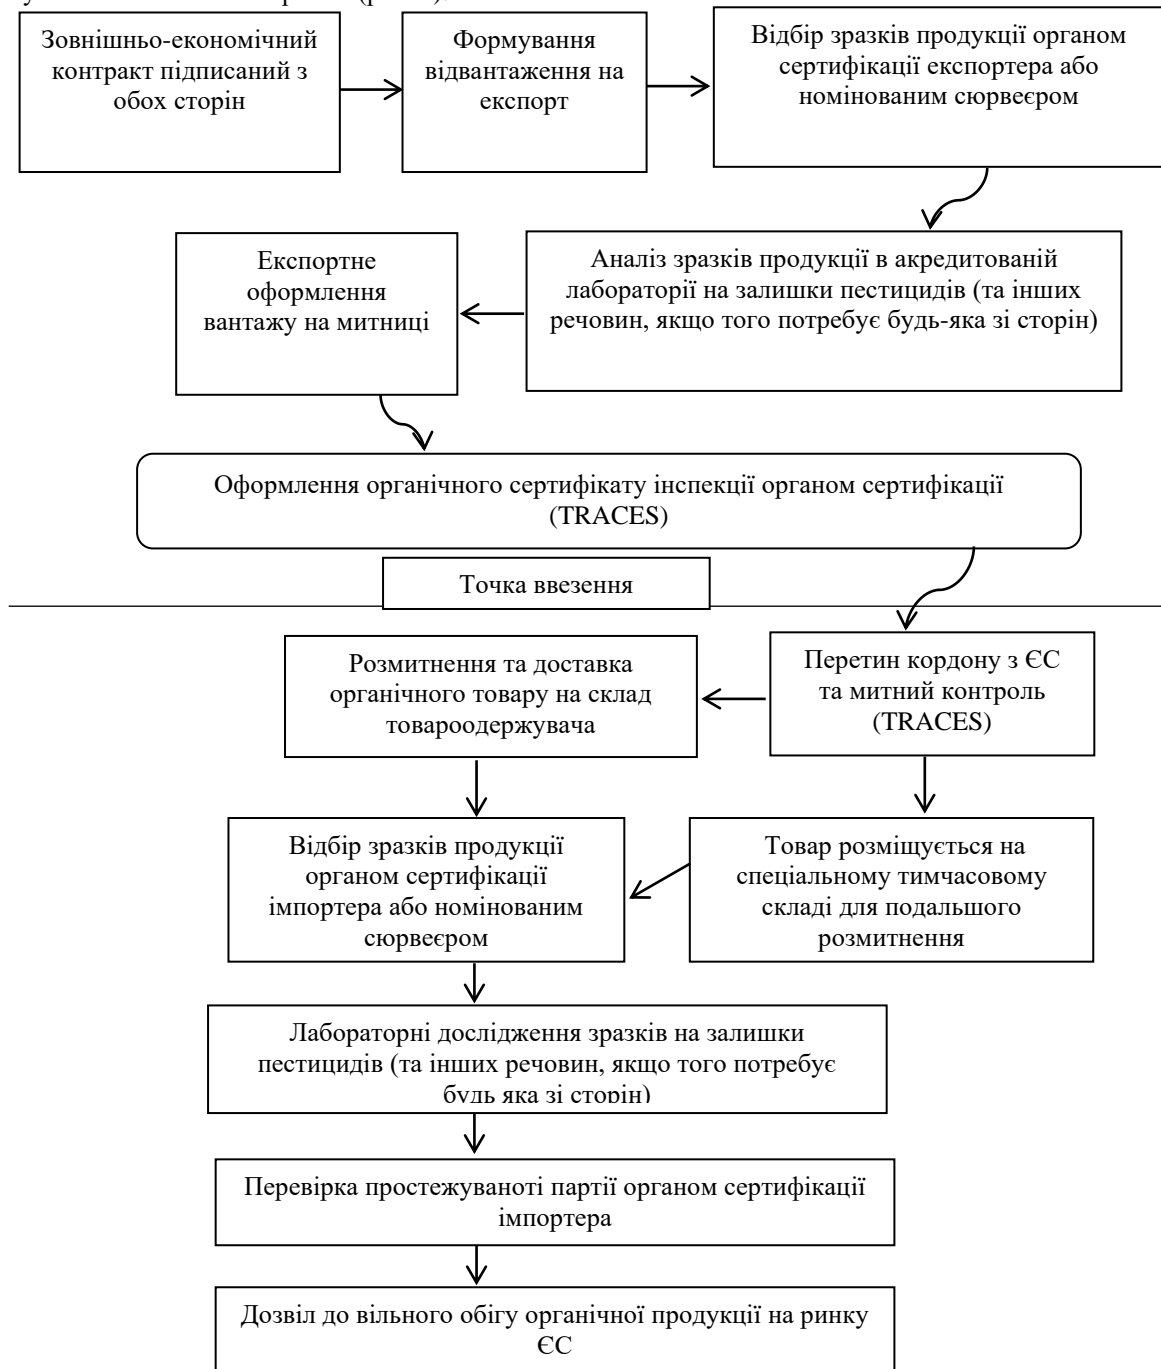 Зовнішньо-економічний
контракт підписаний з
обох сторін
Формування
відвантаження на
експорт
Відбір зразків продукції органом
сертифікації експортера або
номінованим сюрвеєром
Експортне
оформлення
вантажу на митниці
Аналіз зразків продукції в акредитованій
лабораторії на залишки пестицидів (та інших
речовин, якщо того потребує будь-яка зі сторін)
Оформлення органічного сертифікату інспекції органом сертифікації
(TRACES)
Точка ввезення
Розмитнення та доставка
органічного товару на склад
товароодержувача
Перетин кордону з ЄС
та митний контроль
(TRACES)
Відбір зразків продукції
органом сертифікації
імпортера або номінованим
сюрвеєром
Товар розміщується на
спеціальному тимчасовому
складі для подальшого
розмитнення
Лабораторні дослідження зразків на залишки
пестицидів (та інших речовин, якщо того потребує
будь яка зі сторін)
Перевірка простежуваноті партії органом сертифікації
імпортера
Дозвіл до вільного обігу органічної продукції на ринку
ЄС